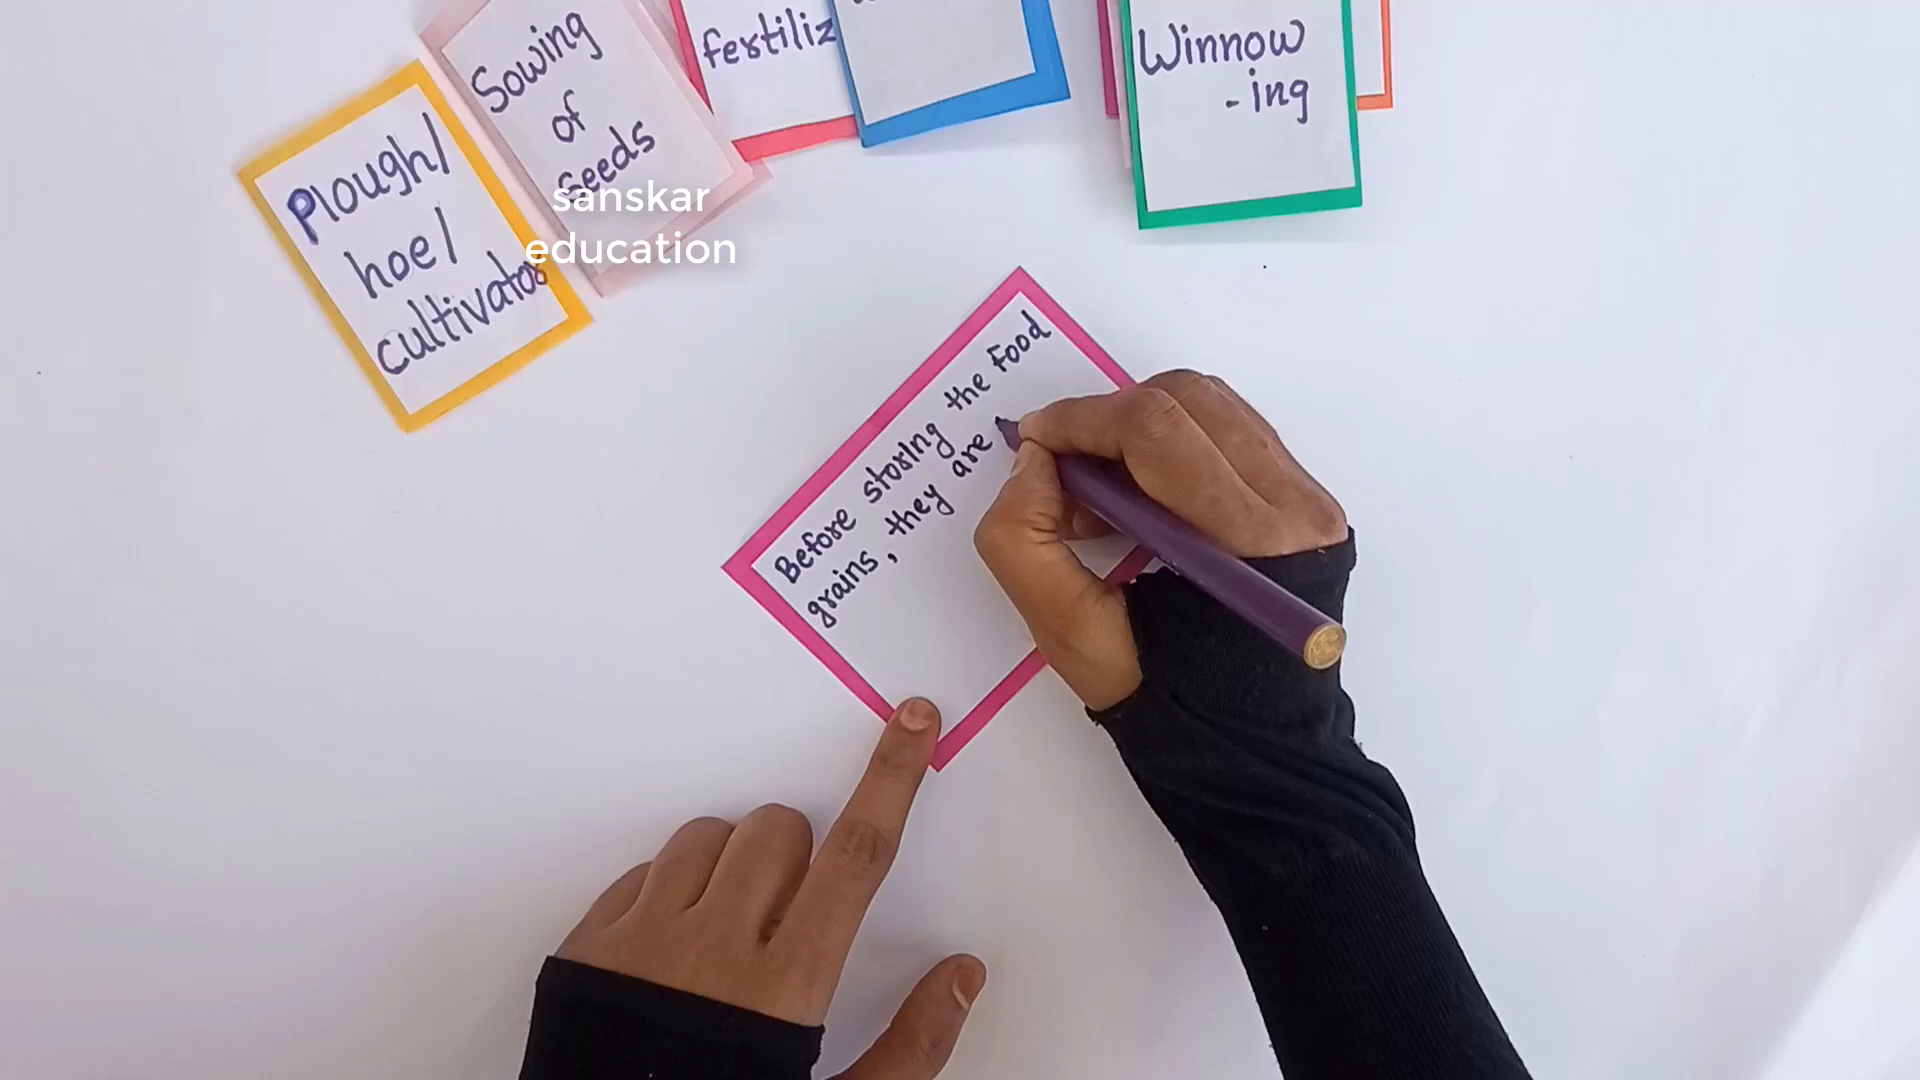 Plough/
hoe/
cultivator
Sowing
of
seeds
fertiliz
Winnow
-ing
sanskar
education
Before storing the Food
grains, they are